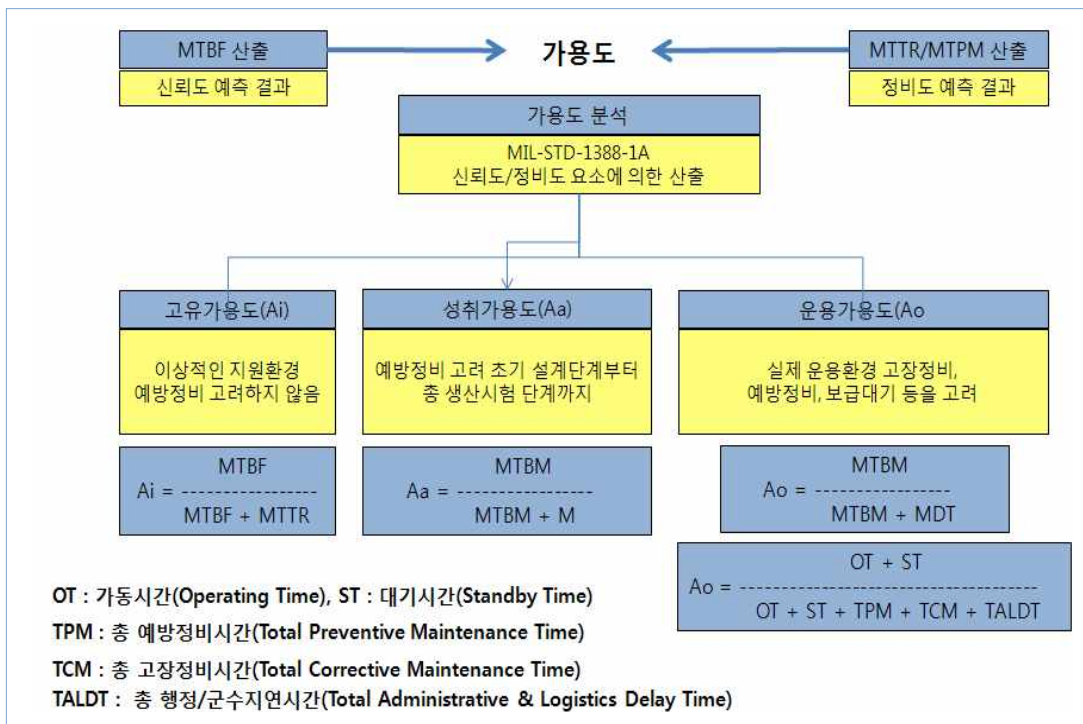 MTBF 산출
가용도
MTTR/MTPM 산출
신뢰도 예측 결과
정비도 예측 결과
가용도 분석
MIL-STD-1388-1A
신뢰도/정비도 요소에 의한 산출
고유가용도(Ai)
이상적인 지원환경
예방정비 고려하지 않음
MTBF
Ai = -----------------
MTBF + MTTR
성취가용도(Aa)
예방정비 고려 초기 설계단계부터
총 생산시험 단계까지
MTBM
Aa = -----------------
MTBM + M
운용가용도(Ao
실제 운용환경 고장정비,
예방정비, 보급대기 등을 고려
MTBM
Ao = -----------------
MTBM + MDT
OT + ST
Ao = -------------------------------------
OT + ST + TPM + TCM + TALDT
OT : 가동시간(Operating Time), ST : 대기시간(Standby Time)
TPM : 총 예방정비시간(Total Preventive Maintenance Time)
TCM : 총 고장정비시간(Total Corrective Maintenance Time)
TALDT : 총 행정/군수지연시간(Total Administrative & Logistics Delay Time)